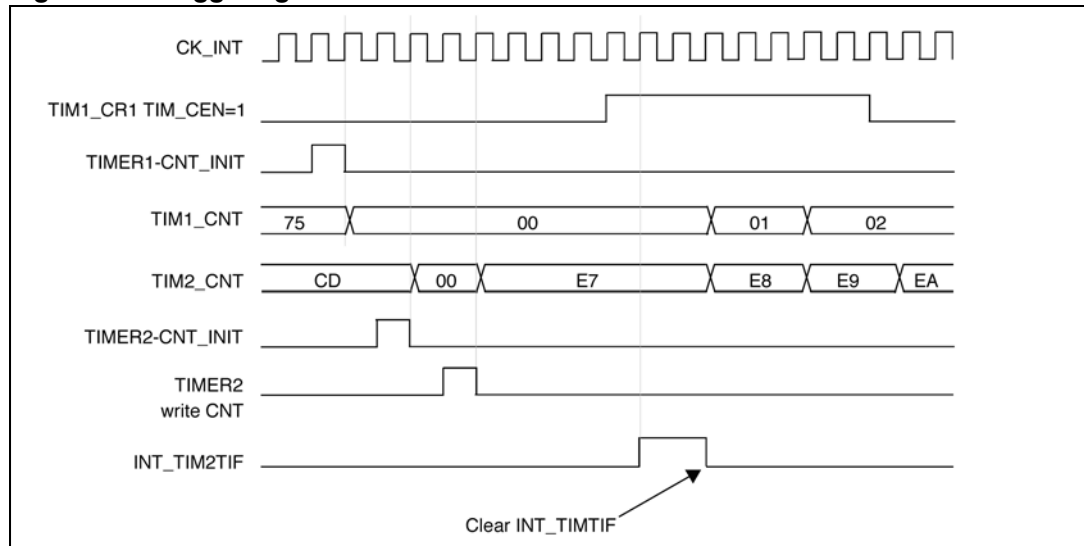 CK_INT
TIM1_CR1 TIM_CEN=1
TIMER1-CNT_INIT
TIM1_CNT 75 00 01 02
TIM2_CNT CD 00 E7 E8 E9 EA
TIMER2-CNT_INIT
TIMER2
write CNT
INT_TIM2TIF
Clear INT_TIMTIF